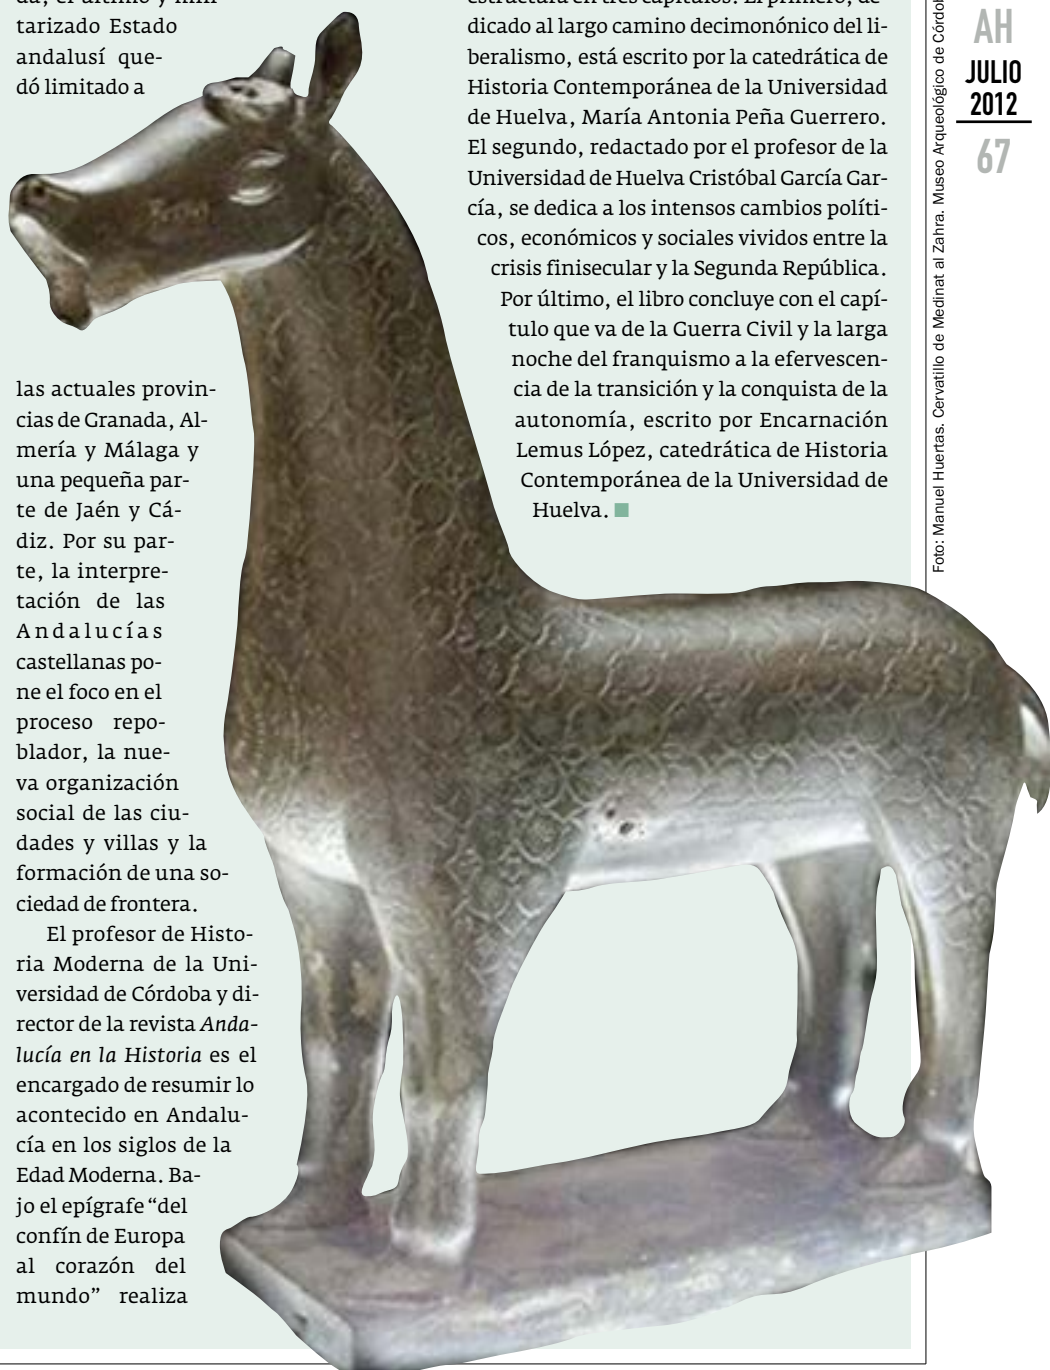 tarizado Estado
andalusí que-
dó limitado a
las actuales provin-
cias de Granada, Al-
mería y Málaga y
una pequeña par-
te de Jaén y Cá-
diz. Por su par-
te, la interpre-
tación de las
Andalucías
castellanas po-
ne el foco en el
proceso repo-
blador, la nue-
va organización
social de las ciu-
dades y villas y la
formación de una so-
ciedad de frontera.
El profesor de Histo-
ria Moderna de la Uni-
versidad de Córdoba y di-
rector de la revista Anda-
lucía en la Historia es el
encargado de resumir lo
acontecido en Andalu-
cía en los siglos de la
Edad Moderna. Ba-
jo el epígrafe “del
confín de Europa
al corazón del
mundo” realiza
estructura en tres capítulos. El primero, de-
dicado al largo camino decimonónico del li-
beralismo, está escrito por la catedrática de
Historia Contemporánea de la Universidad
de Huelva, María Antonia Peña Guerrero.
El segundo, redactado por el profesor de la
Universidad de Huelva Cristóbal García Gar-
cía, se dedica a los intensos cambios políti-
cos, económicos y sociales vividos entre la
crisis finisecular y la Segunda República.
Por último, el libro concluye con el capí-
tulo que va de la Guerra Civil y la larga
noche del franquismo a la efervescen-
cia de la transición y la conquista de la
autonomía, escrito por Encarnación
Lemus López, catedrática de Historia
Contemporánea de la Universidad de
Huelva. ■
Foto: Manuel Huertas. Cervatillo de Medinat al Zahra. Museo Arqueológico de Córdob
AH
JULIO
2012
67